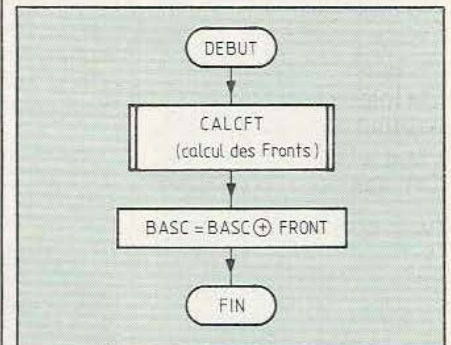 DEBUT
CALCFT
(calcul des Fronts)
BASC = BASC ⊕ FRONT
FIN